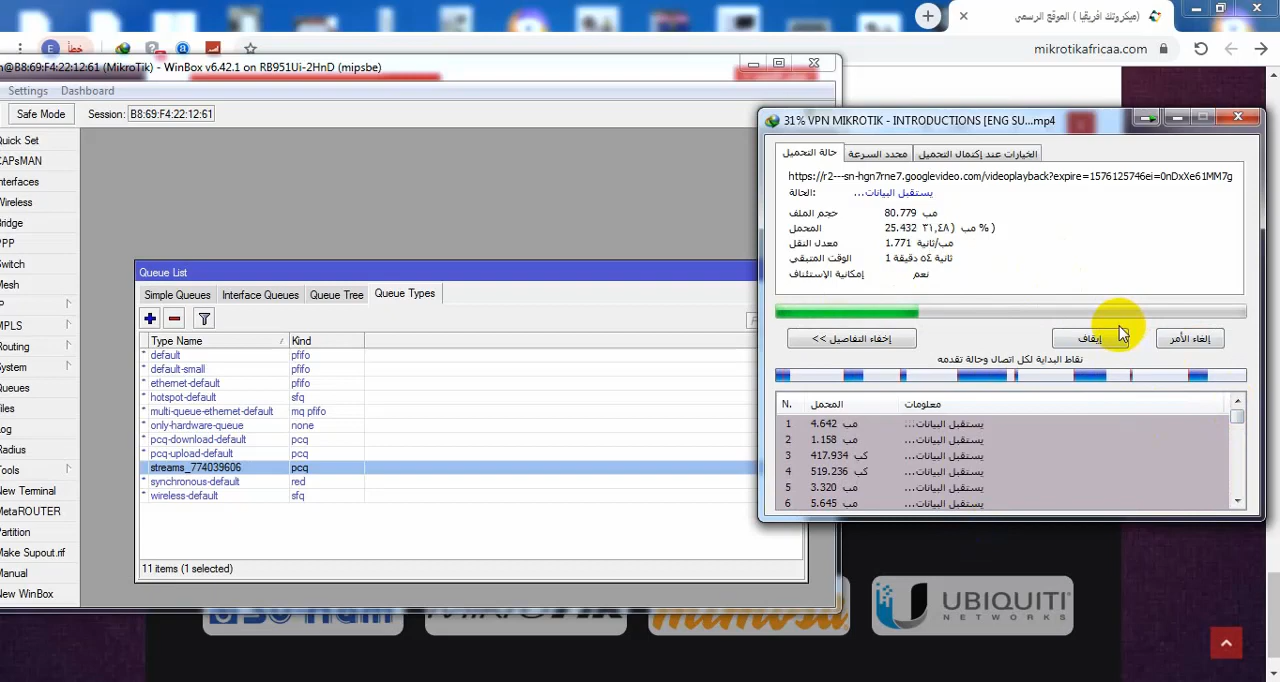 (ميكروتك افريقيا ) الموقع الرسمي
mikrotikafricaa.com
خطأ
n@B8:69:F4:22:12:61 (MikroTik) - WinBox v6.42.1 on RB951Ui-2HnD (mipsbe)
Settings Dashboard
Safe Mode Session: B8:69:F4:22:12:61
Quick Set
CAPsMAN
Interfaces
Wireless
Bridge
PPP
Switch
Mesh
IP
MPLS
Routing
System
Queues
Files
Log
Radius
Tools
New Terminal
MetaROUTER
Partition
Make Supout.rif
Manual
New WinBox
Queue List
Simple Queues Interface Queues Queue Tree Queue Types
Type Name / Kind
* default pfifo
* default-small pfifo
* ethernet-default pfifo
* hotspot-default sfq
* multi-queue-ethernet-default mq pfifo
* only-hardware-queue none
* pcq-download-default pcq
* pcq-upload-default pcq
streams_774039606 pcq
* synchronous-default red
* wireless-default sfq
11 items (1 selected)
31% VPN MIKROTIK - INTRODUCTIONS [ENG SU...mp4
حالة التحميل محدد السرعة الخيارات عند إكتمال التحميل
https://r2---sn-hgn7rne7.googlevideo.com/videoplayback?expire=1576125746ei=0nDxXe61MM7g
الحالة: يستقبل البيانات...
حجم الملف 80.779 مب
المحمل 25.432 مب (٣١,٤٨ % )
معدل النقل 1.771 مب/ثانية
الوقت المتبقي 1 دقيقة ٥٤ ثانية
إمكانية الإستئناف نعم
إخفاء التفاصيل >> إيقاف إلغاء الأمر
نقاط البداية لكل اتصال وحالة تقدمه
N. المحمل معلومات
1 4.642 مب يستقبل البيانات...
2 1.158 مب يستقبل البيانات...
3 417.934 كب يستقبل البيانات...
4 519.236 كب يستقبل البيانات...
5 3.320 مب يستقبل البيانات...
6 5.645 مب يستقبل البيانات...
mimosa
UBIQUITI
NETWORKS